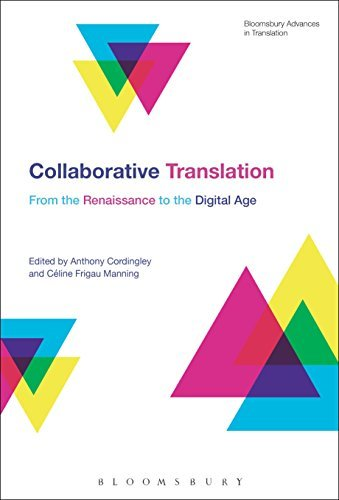 Bloomsbury Advances
in Translation
Collaborative Translation
From the Renaissance to the Digital Age
Edited by Anthony Cordingley
and Céline Frigau Manning
BLOOMSBURY